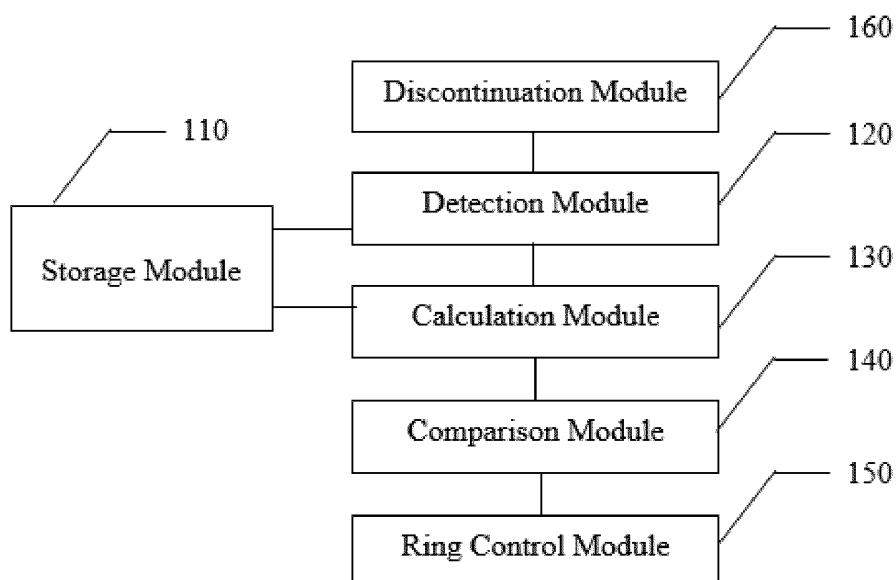 160
Discontinuation Module
110
120
Detection Module
Storage Module
130
Calculation Module
140
Comparison Module
150
Ring Control Module